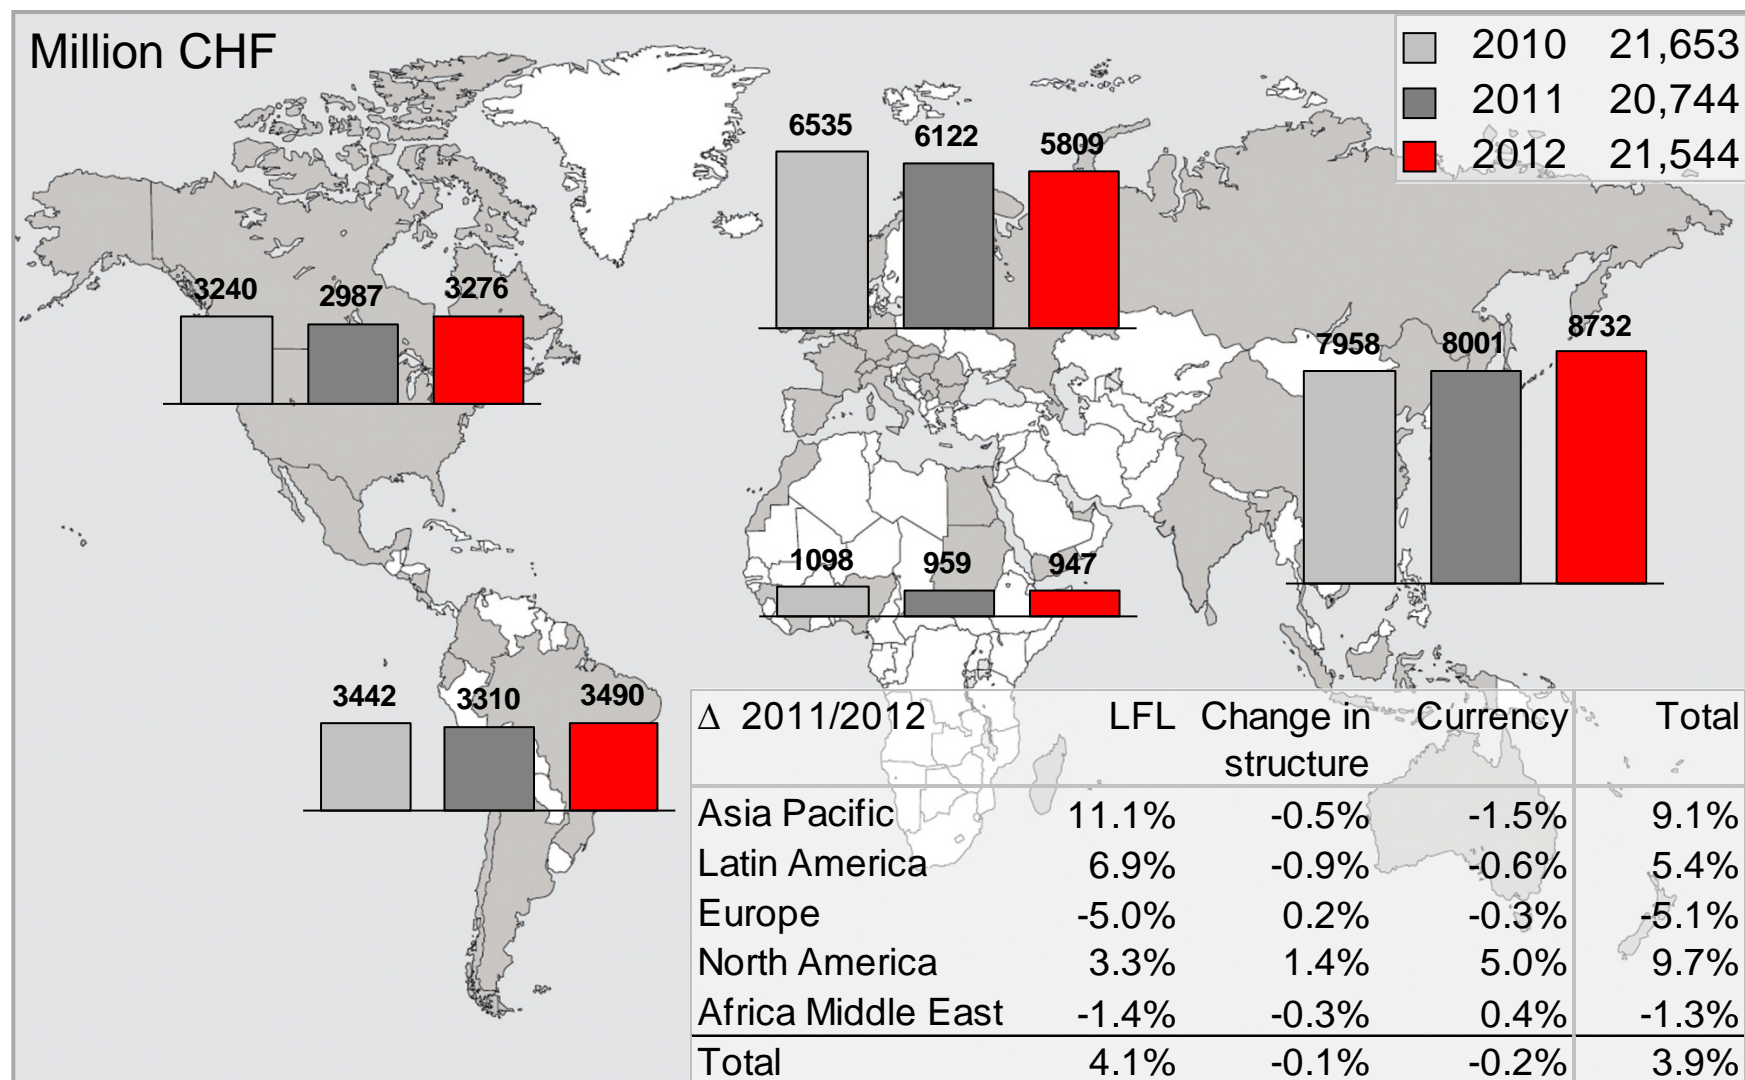 Million CHF
2010 21,653
2011 20,744
2012 21,544
6535 6122 5809
3240 2987 3276
7958 8001 8732
1098 959 947
3442 3310 3490
Δ 2011/2012 LFL Change in Currency Total
structure
Asia Pacific 11.1% -0.5% -1.5% 9.1%
Latin America 6.9% -0.9% -0.6% 5.4%
Europe -5.0% 0.2% -0.3% -5.1%
North America 3.3% 1.4% 5.0% 9.7%
Africa Middle East -1.4% -0.3% 0.4% -1.3%
Total 4.1% -0.1% -0.2% 3.9%